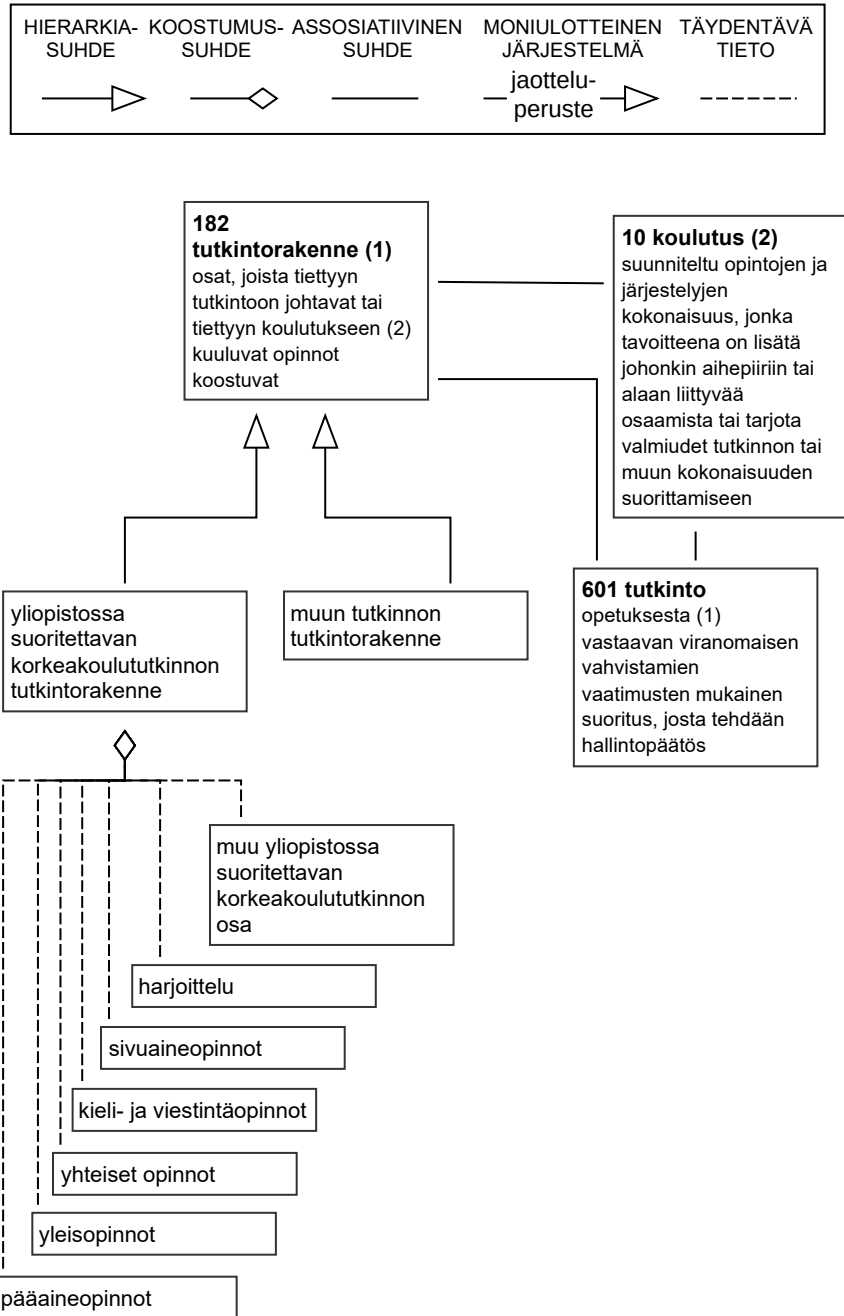 HIERARKIA-
SUHDE
KOOSTUMUS-
SUHDE
ASSOSIATIIVINEN
SUHDE
MONIULOTTEINEN
JÄRJESTELMÄ
TÄYDENTÄVÄ
TIETO
jaottelu-
peruste
182
tutkintorakenne (1)
osat, joista tiettyyn
tutkintoon johtavat tai
tiettyyn koulutukseen (2)
kuuluvat opinnot
koostuvat
10 koulutus (2)
suunniteltu opintojen ja
järjestelyjen
kokonaisuus, jonka
tavoitteena on lisätä
johonkin aihepiiriin tai
alaan liittyvää
osaamista tai tarjota
valmiudet tutkinnon tai
muun kokonaisuuden
suorittamiseen
yliopistossa
suoritettavan
korkeakoulututkinnon
tutkintorakenne
muun tutkinnon
tutkintorakenne
601 tutkinto
opetuksesta (1)
vastaavan viranomaisen
vahvistamien
vaatimusten mukainen
suoritus, josta tehdään
hallintopäätös
muu yliopistossa
suoritettavan
korkeakoulututkinnon
osa
harjoittelu
sivuaineopinnot
kieli- ja viestintäopinnot
yhteiset opinnot
yleisopinnot
pääaineopinnot